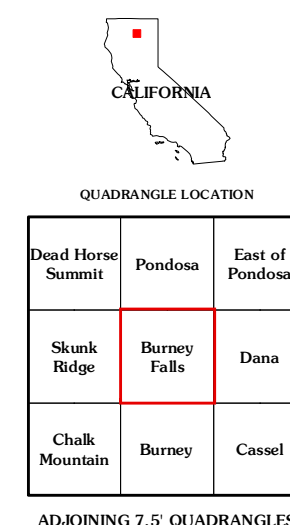 CALIFORNIA
QUADRANGLE LOCATION
Dead Horse
Summit
Pondosa
East of
Pondosa
Skunk
Ridge
Burney
Falls
Dana
Chalk
Mountain
Burney
Cassel
ADJOINING 7.5' QUADRANGLES